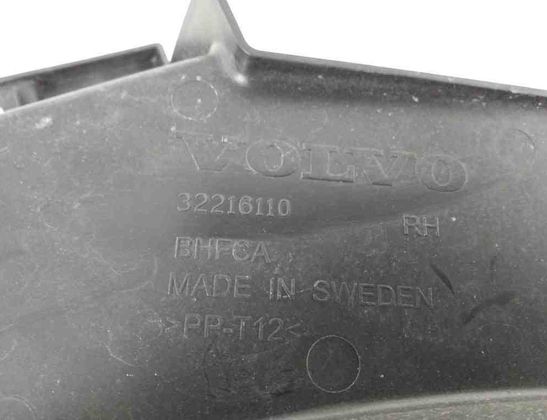 VOLVO
32216110
RH
BHFCA
MADE IN SWEDEN
>PP-T12<